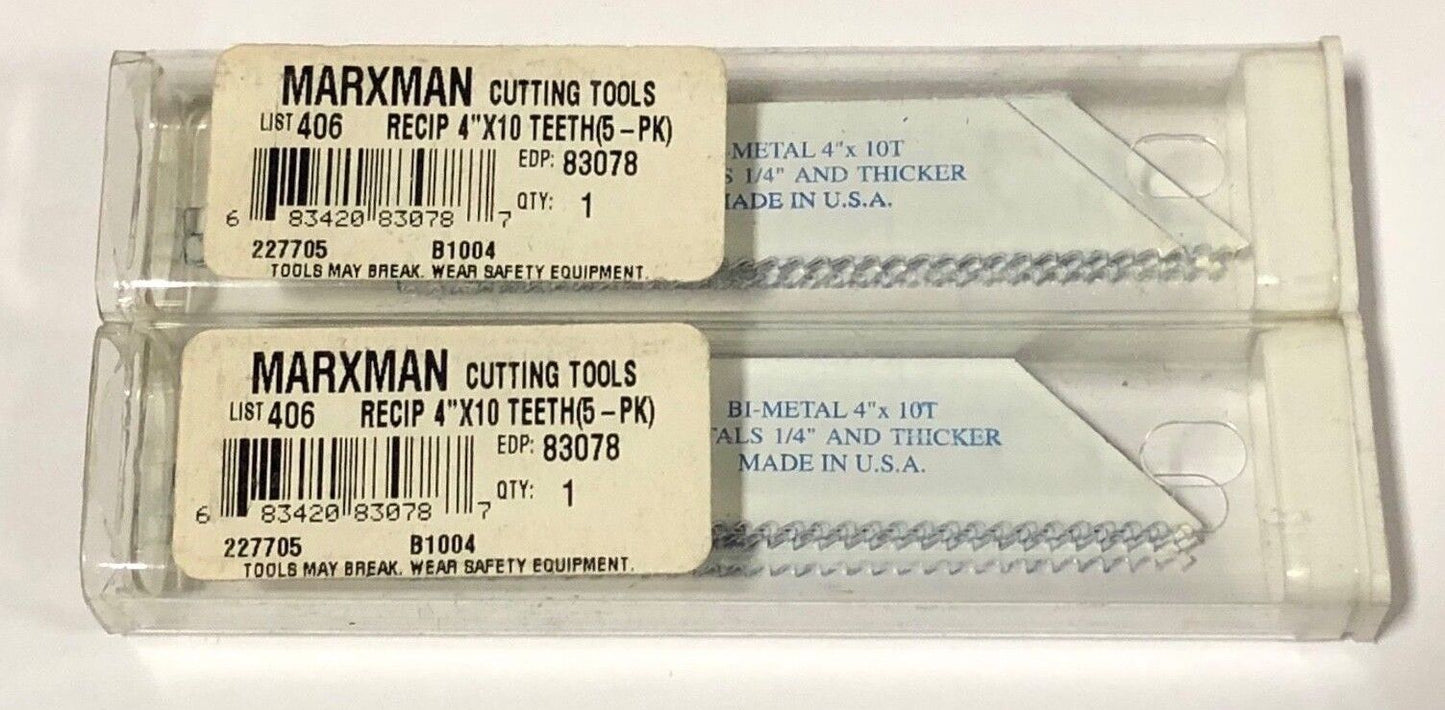 MARXMAN CUTTING TOOLS
LIST 406 RECIP 4"X10 TEETH(5-PK)
EDP: 83078
QTY: 1
6 83420 83078 7
227705 B1004
TOOLS MAY BREAK. WEAR SAFETY EQUIPMENT.
METAL 4"x 10T
1/4" AND THICKER
IN U.S.A.
MARXMAN CUTTING TOOLS
LIST 406 RECIP 4"X10 TEETH(5-PK)
EDP: 83078
QTY: 1
6 83420 83078 7
227705 B1004
TOOLS MAY BREAK. WEAR SAFETY EQUIPMENT.
BI-METAL 4"x 10T
TALS 1/4" AND THICKER
MADE IN U.S.A.